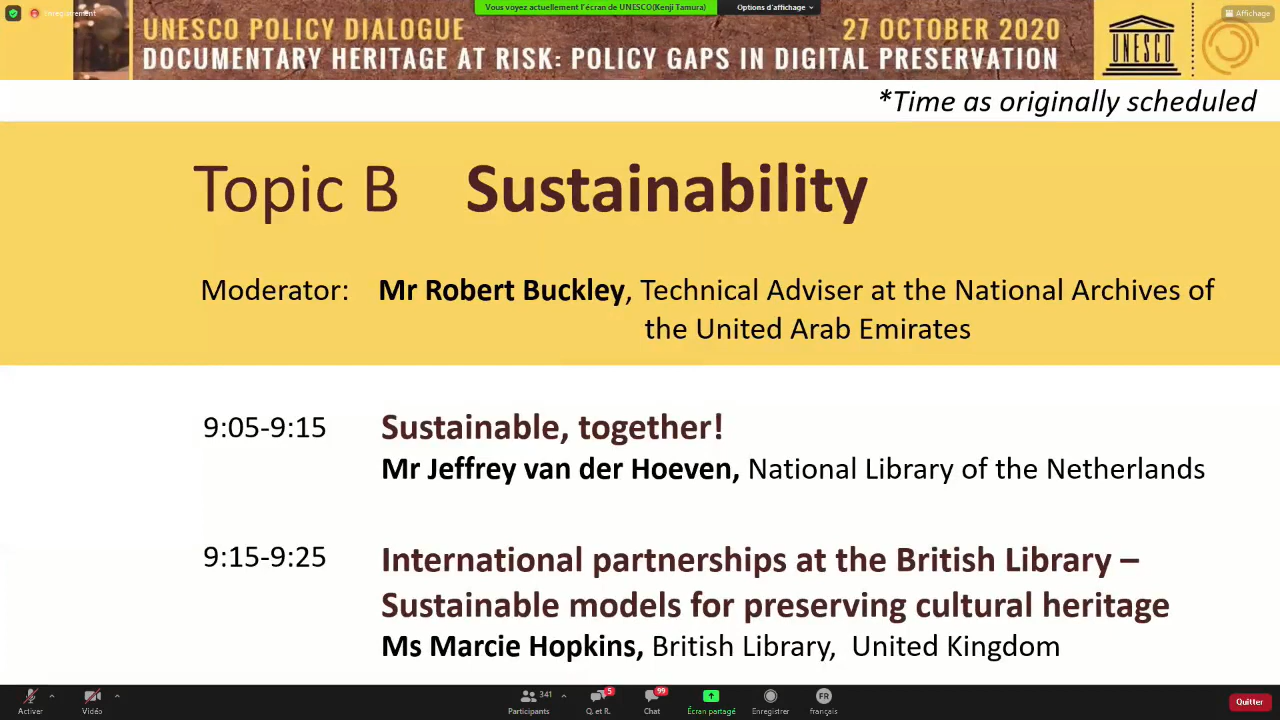 Vous voyez actuellement l'écran de UNESCO(Kenji Tamura)
Options d'affichage
Enregistrement
Affichage
UNESCO POLICY DIALOGUE
27 OCTOBER 2020
DOCUMENTARY HERITAGE AT RISK: POLICY GAPS IN DIGITAL PRESERVATION
UNESCO
*Time as originally scheduled
Topic B Sustainability
Moderator: Mr Robert Buckley, Technical Adviser at the National Archives of
the United Arab Emirates
9:05-9:15 Sustainable, together!
Mr Jeffrey van der Hoeven, National Library of the Netherlands
9:15-9:25 International partnerships at the British Library –
Sustainable models for preserving cultural heritage
Ms Marcie Hopkins, British Library, United Kingdom
341
5
99
FR
Activer
Vidéo
Participants
Q. et R.
Chat
Écran partagé
Enregistrer
français
Quitter